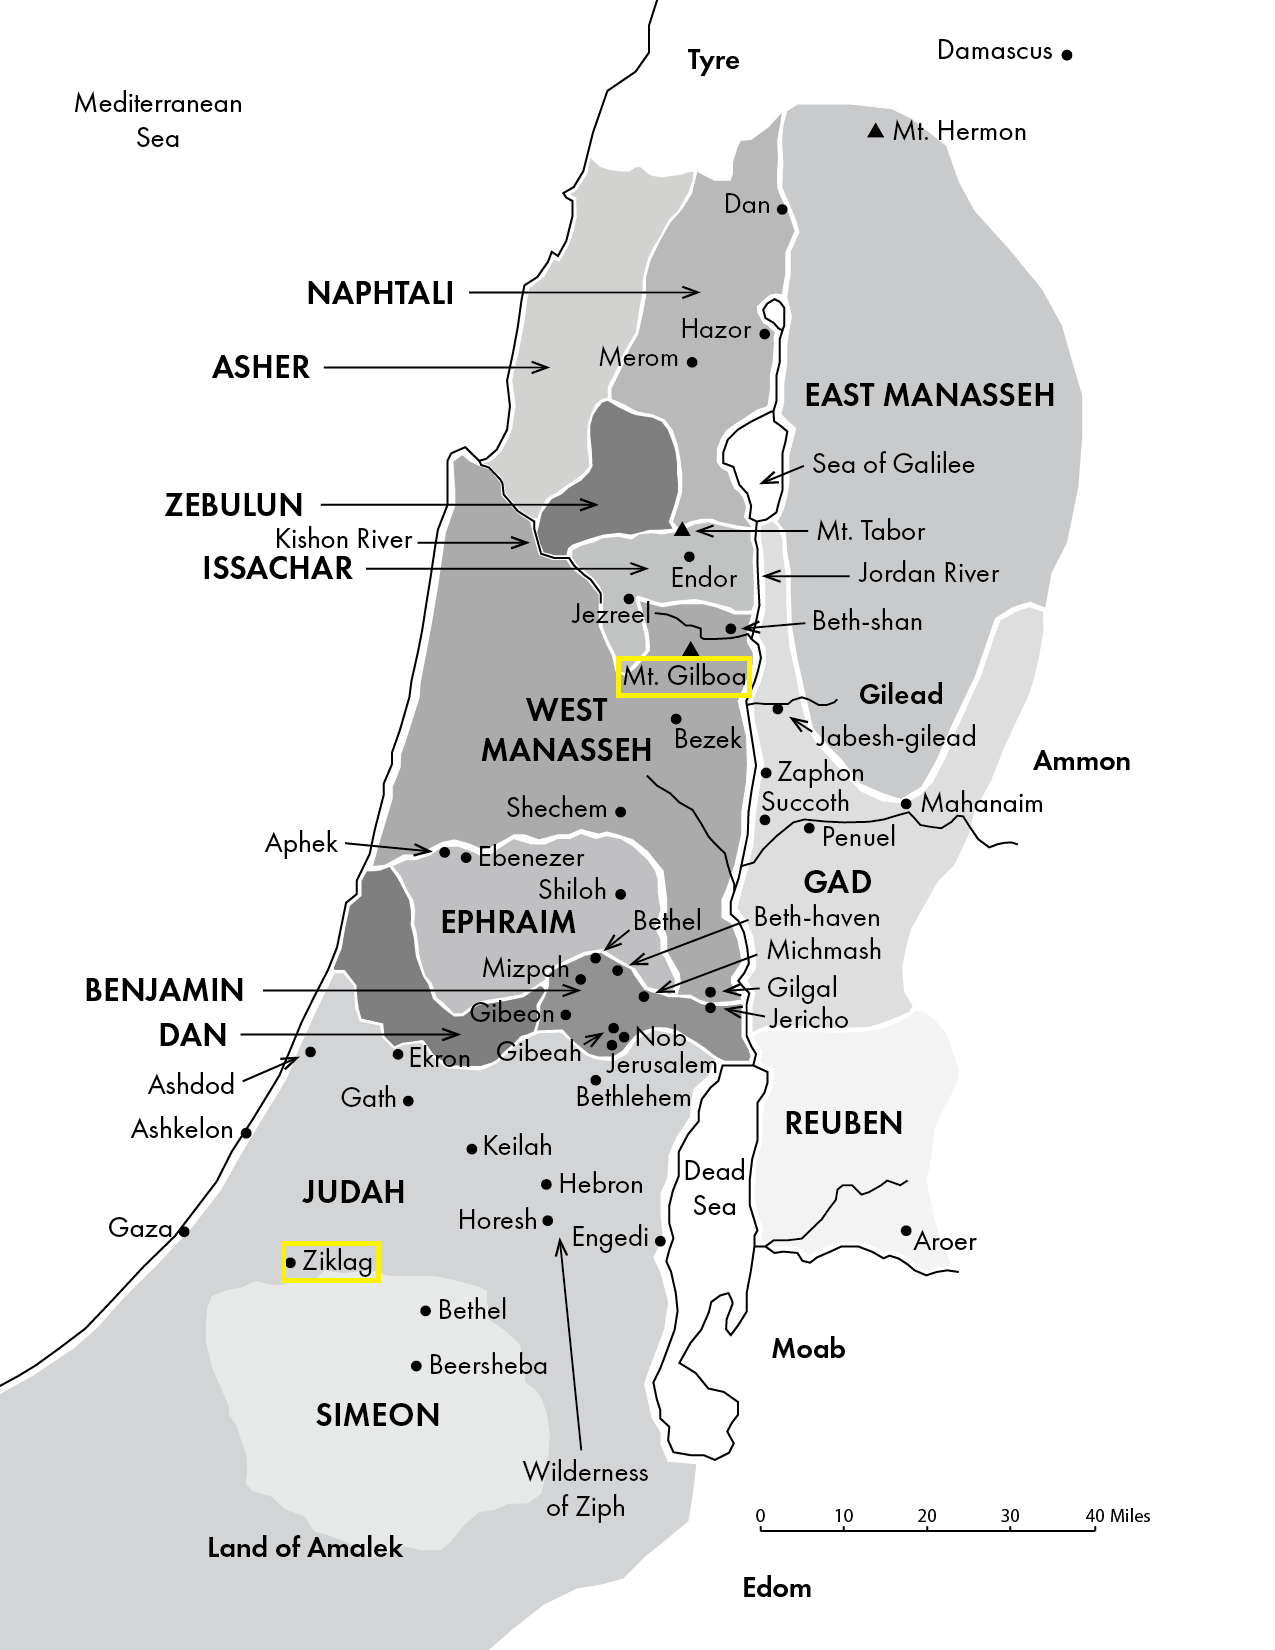 Tyre
Damascus
Mediterranean
Sea
Mt. Hermon
Dan
NAPHTALI
Hazor
Merom
ASHER
EAST MANASSEH
Sea of Galilee
ZEBULUN
Mt. Tabor
Kishon River
ISSACHAR
Endor
Jordan River
Jezreel
Beth-shan
Mt. Gilboa
Gilead
WEST
MANASSEH
Bezek
Jabesh-gilead
Ammon
Zaphon
Succoth
Mahanaim
Shechem
Penuel
Aphek
Ebenezer
Shiloh
GAD
EPHRAIM
Bethel
Beth-haven
Michmash
Mizpah
BENJAMIN
Gilgal
Gibeon
Jericho
DAN
Nob
Gibeah
Ekron
Jerusalem
Ashdod
Gath
Bethlehem
Ashkelon
REUBEN
Keilah
Dead
Sea
Hebron
JUDAH
Horesh
Gaza
Engedi
Aroer
Ziklag
Bethel
Moab
Beersheba
SIMEON
Wilderness
of Ziph
0 10 20 30 40 Miles
Land of Amalek
Edom